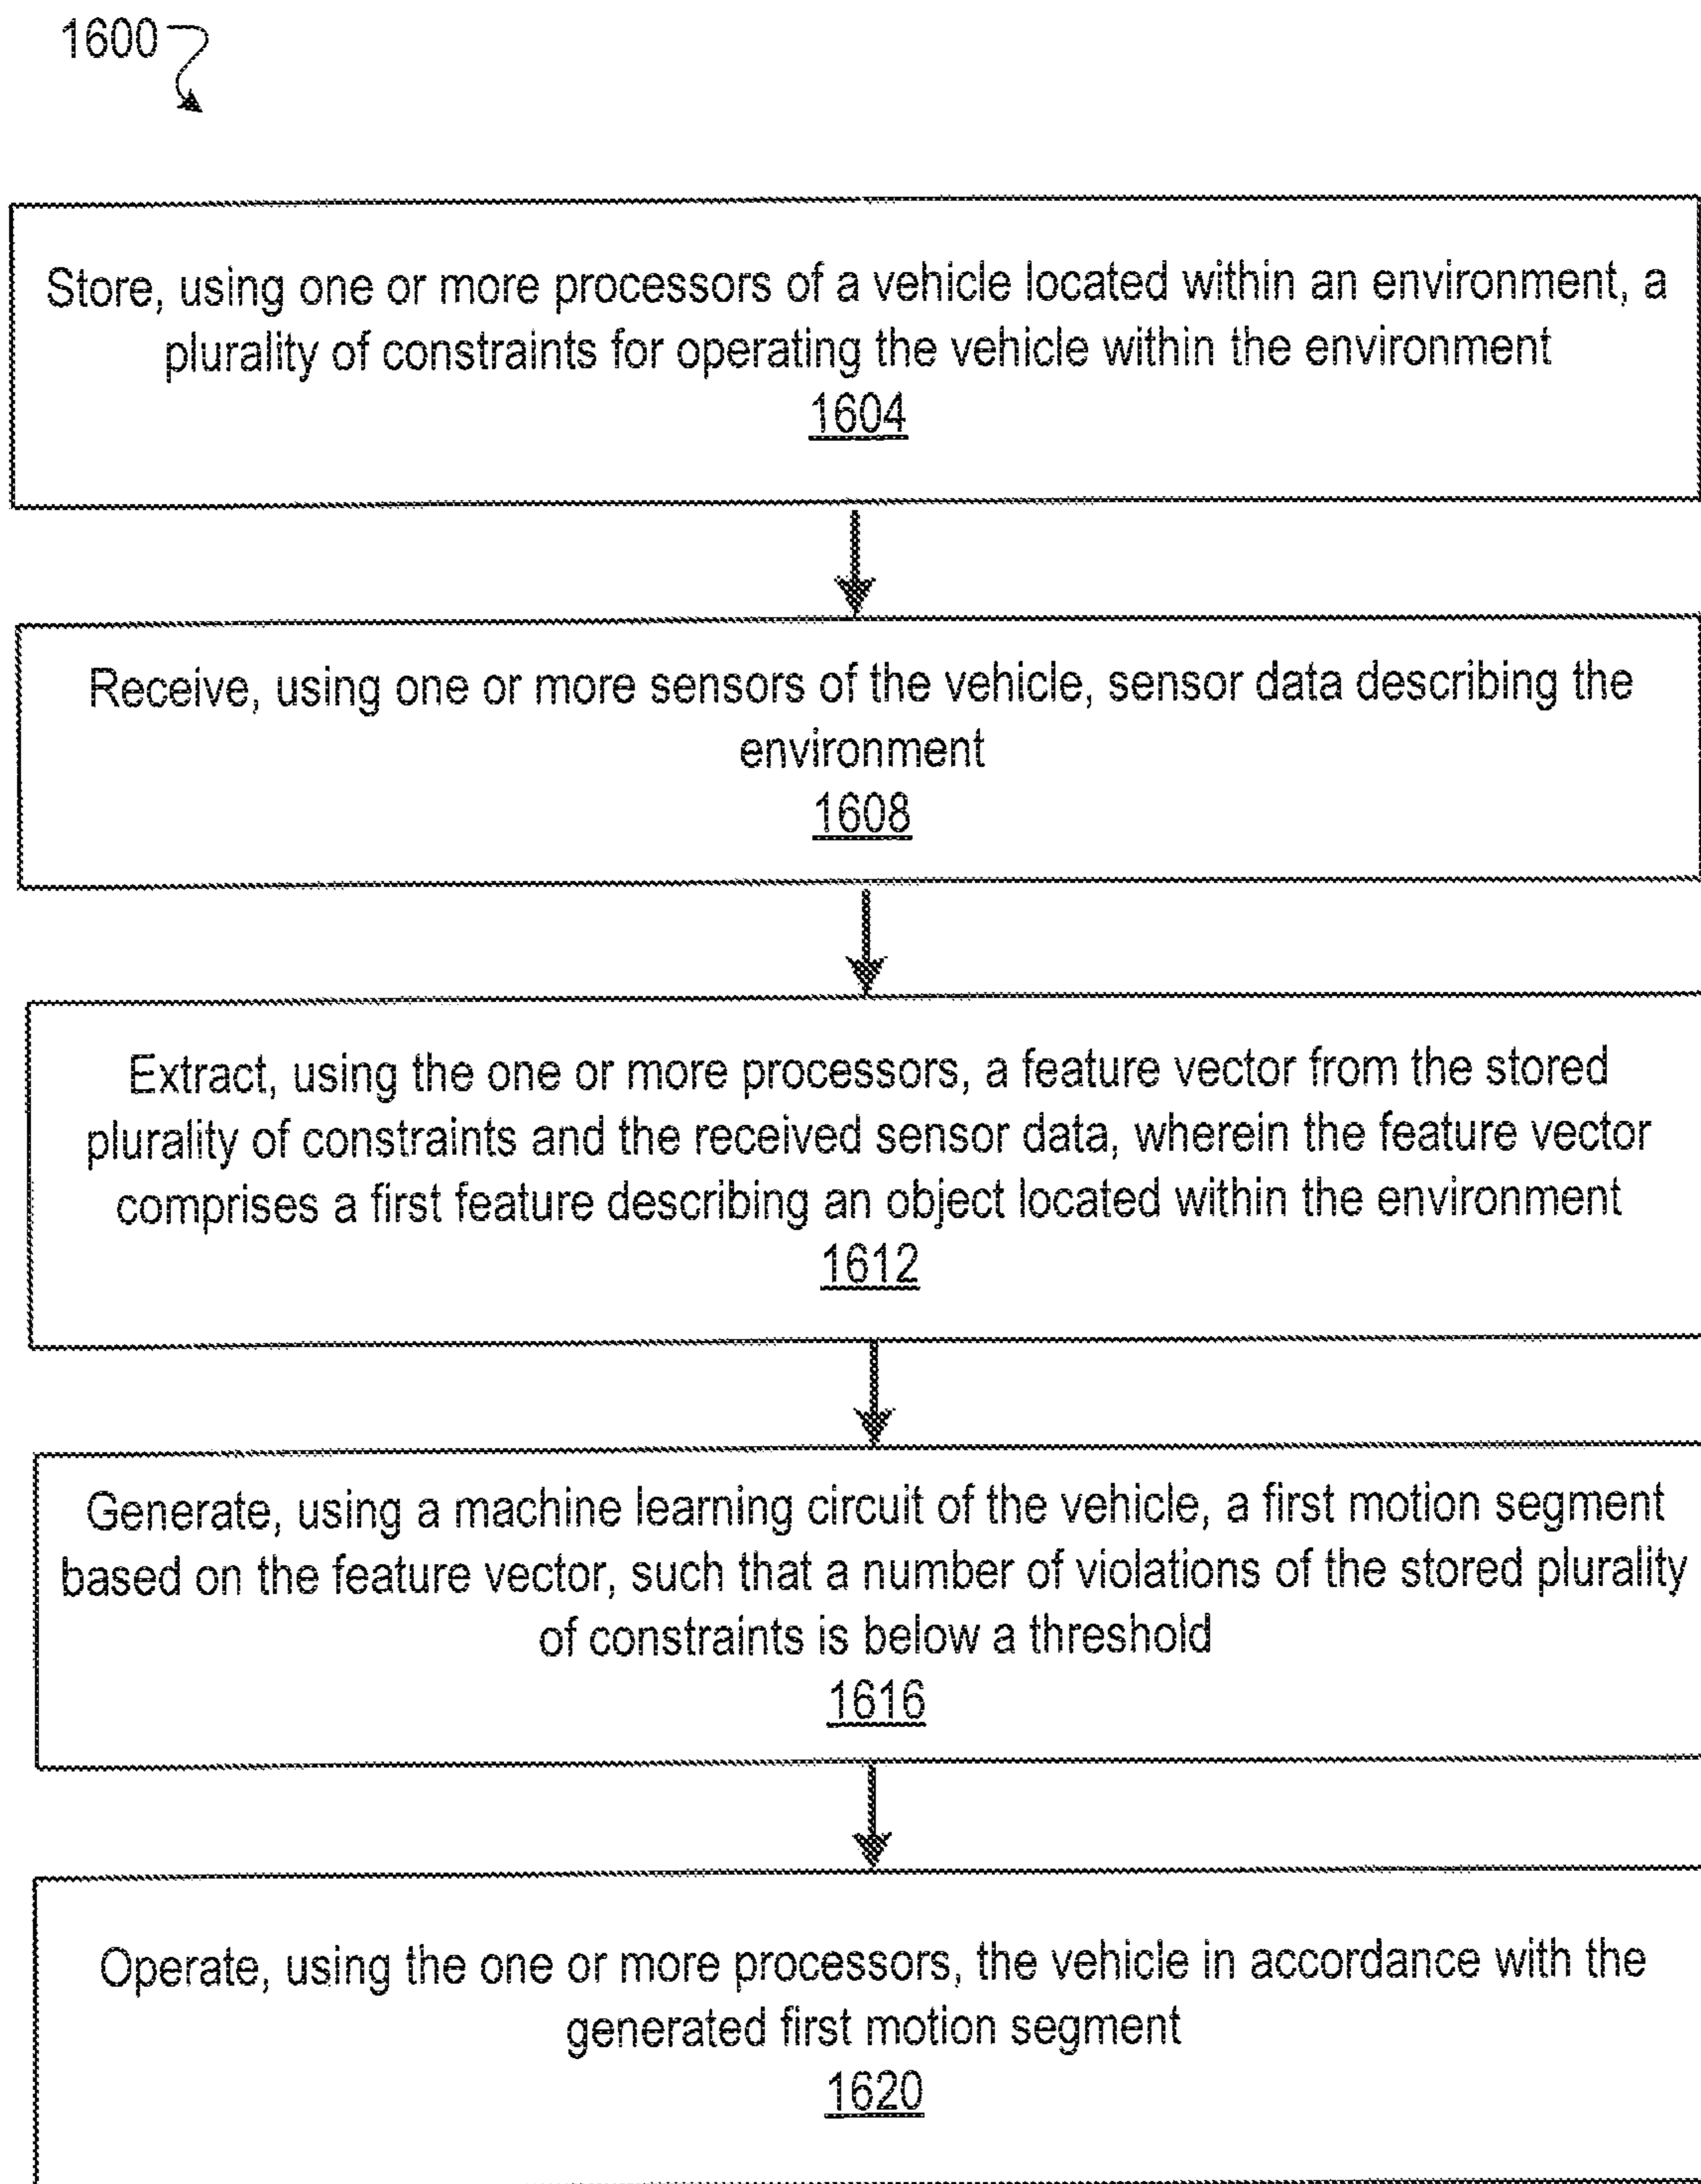 1600
Store, using one or more processors of a vehicle located within an environment, a
plurality of constraints for operating the vehicle within the environment
1604
Receive, using one or more sensors of the vehicle, sensor data describing the
environment
1608
Extract, using the one or more processors, a feature vector from the stored
plurality of constraints and the received sensor data, wherein the feature vector
comprises a first feature describing an object located within the environment
1612
Generate, using a machine learning circuit of the vehicle, a first motion segment
based on the feature vector, such that a number of violations of the stored plurality
of constraints is below a threshold
1616
Operate, using the one or more processors, the vehicle in accordance with the
generated first motion segment
1620